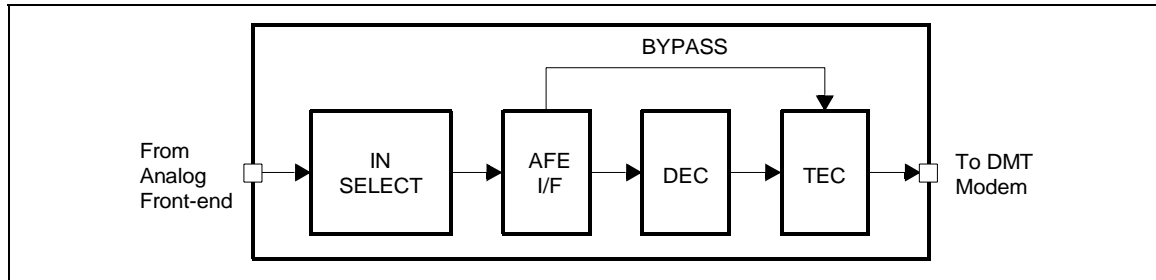 BYPASS
From
Analog
Front-end
IN
SELECT
AFE
I/F
DEC
TEC
To DMT
Modem